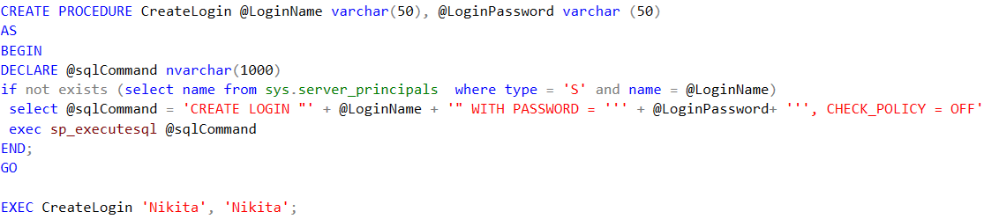 CREATE PROCEDURE CreateLogin @LoginName varchar(50), @LoginPassword varchar (50)
AS
BEGIN
DECLARE @sqlCommand nvarchar(1000)
if not exists (select name from sys.server_principals  where type = 'S' and name = @LoginName)
 select @sqlCommand = 'CREATE LOGIN "' + @LoginName + '" WITH PASSWORD = ''' + @LoginPassword+ ''', CHECK_POLICY = OFF'
 exec sp_executesql @sqlCommand
END;
GO
EXEC CreateLogin 'Nikita', 'Nikita';